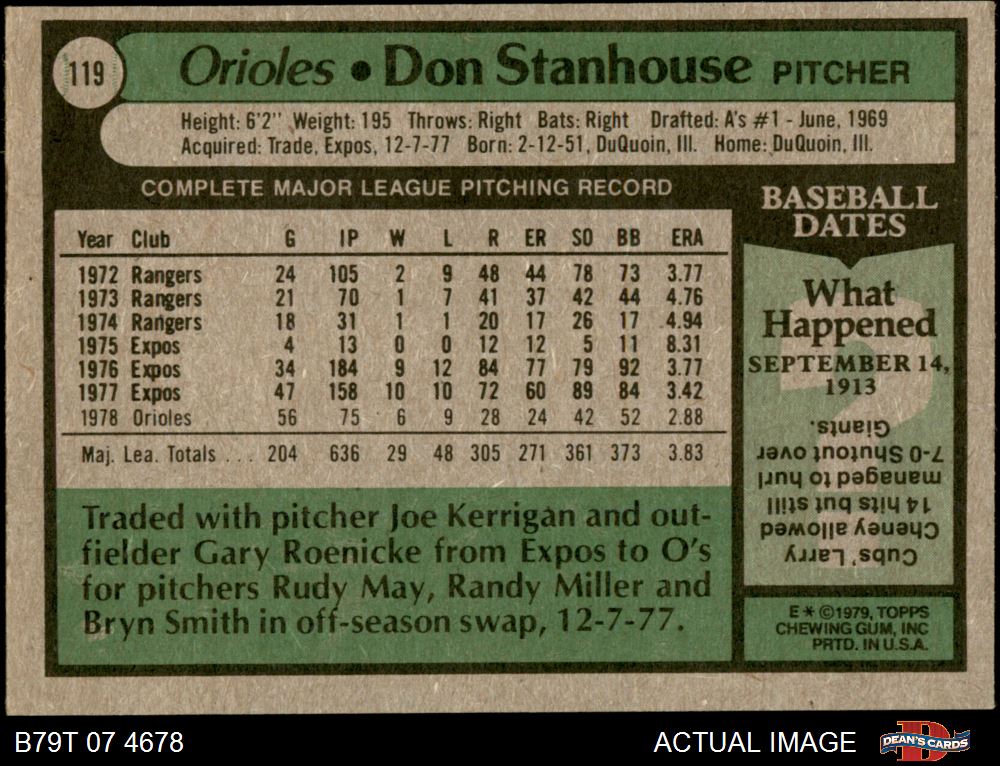 119
Orioles • Don Stanhouse PITCHER
Height: 6'2" Weight: 195 Throws: Right Bats: Right Drafted: A's #1 - June, 1969
Acquired: Trade, Expos, 12-7-77 Born: 2-12-51, DuQuoin, Ill. Home: DuQuoin, Ill.
COMPLETE MAJOR LEAGUE PITCHING RECORD
Year Club G IP W L R ER SO BB ERA
1972 Rangers 24 105 2 9 48 44 78 73 3.77
1973 Rangers 21 70 1 7 41 37 42 44 4.76
1974 Rangers 18 31 1 1 20 17 26 17 4.94
1975 Expos 4 13 0 0 12 12 5 11 8.31
1976 Expos 34 184 9 12 84 77 79 92 3.77
1977 Expos 47 158 10 10 72 60 89 84 3.42
1978 Orioles 56 75 6 9 28 24 42 52 2.88
Maj. Lea. Totals . . . 204 636 29 48 305 271 361 373 3.83
Traded with pitcher Joe Kerrigan and out-
fielder Gary Roenicke from Expos to O's
for pitchers Rudy May, Randy Miller and
Bryn Smith in off-season swap, 12-7-77.
BASEBALL
DATES
What
Happened
SEPTEMBER 14,
1913
Cubs' Larry
Cheney allowed
14 hits but still
managed to hurl
7-0 Shutout over
Giants.
E * ©1979, TOPPS
CHEWING GUM, INC
PRTD. IN U.S.A.
B79T 07 4678
ACTUAL IMAGE
D
DEAN'S CARDS